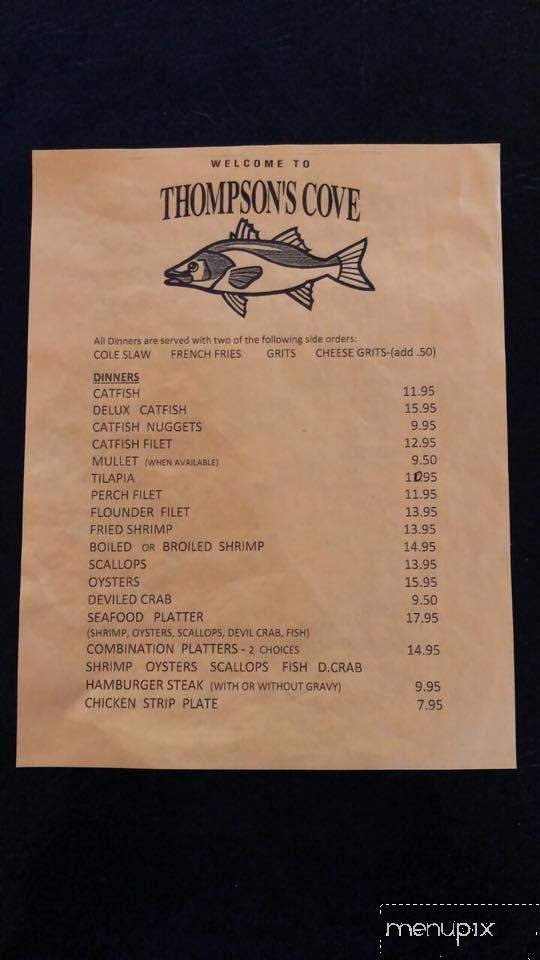 WELCOME TO
THOMPSON'S COVE
All Dinners are served with two of the following side orders:
COLE SLAW FRENCH FRIES GRITS CHEESE GRITS-(add .50)
DINNERS
CATFISH 11.95
DELUX CATFISH 15.95
CATFISH NUGGETS 9.95
CATFISH FILET 12.95
MULLET (WHEN AVAILABLE) 9.50
TILAPIA 10.95
PERCH FILET 11.95
FLOUNDER FILET 13.95
FRIED SHRIMP 13.95
BOILED OR BROILED SHRIMP 14.95
SCALLOPS 13.95
OYSTERS 15.95
DEVILED CRAB 9.50
SEAFOOD PLATTER 17.95
(SHRIMP, OYSTERS, SCALLOPS, DEVIL CRAB, FISH)
COMBINATION PLATTERS - 2 CHOICES 14.95
SHRIMP OYSTERS SCALLOPS FISH D.CRAB
HAMBURGER STEAK (WITH OR WITHOUT GRAVY) 9.95
CHICKEN STRIP PLATE 7.95
menupix